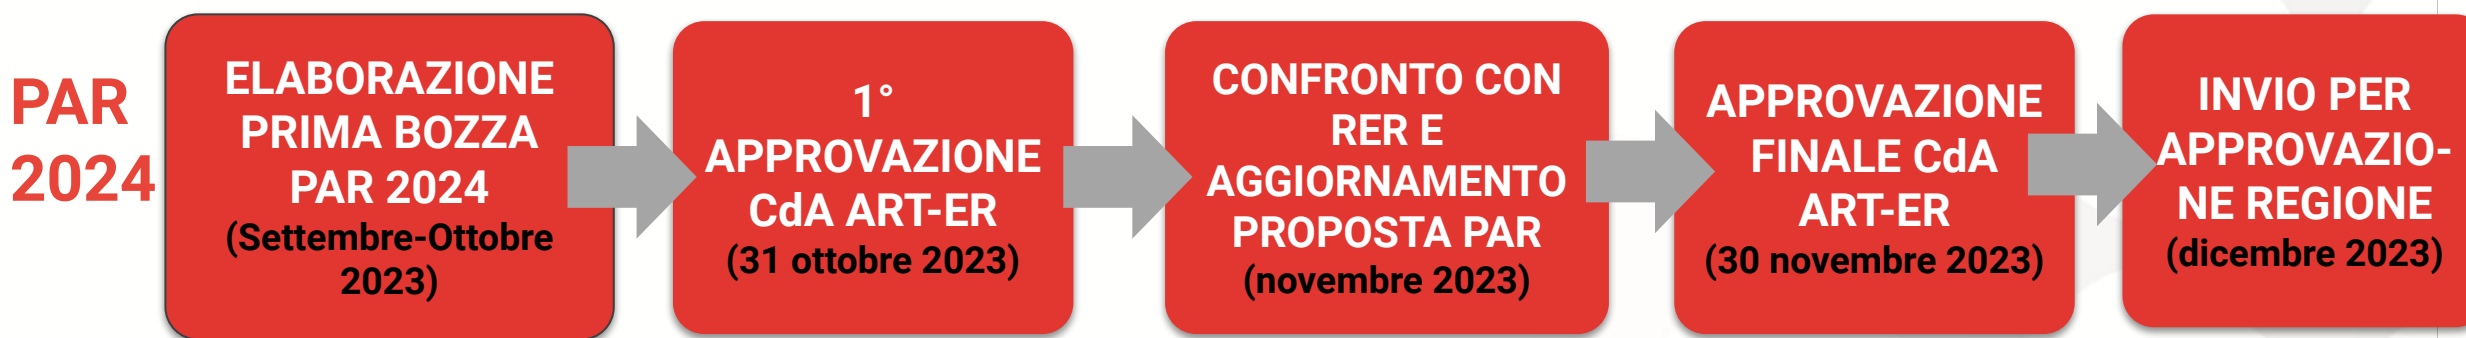 PAR
2024
ELABORAZIONE
PRIMA BOZZA
PAR 2024
(Settembre-Ottobre
2023)
1°
APPROVAZIONE
CdA ART-ER
(31 ottobre 2023)
CONFRONTO CON
RER E
AGGIORNAMENTO
PROPOSTA PAR
(novembre 2023)
APPROVAZIONE
FINALE CdA
ART-ER
(30 novembre 2023)
INVIO PER
APPROVAZIO-
NE REGIONE
(dicembre 2023)